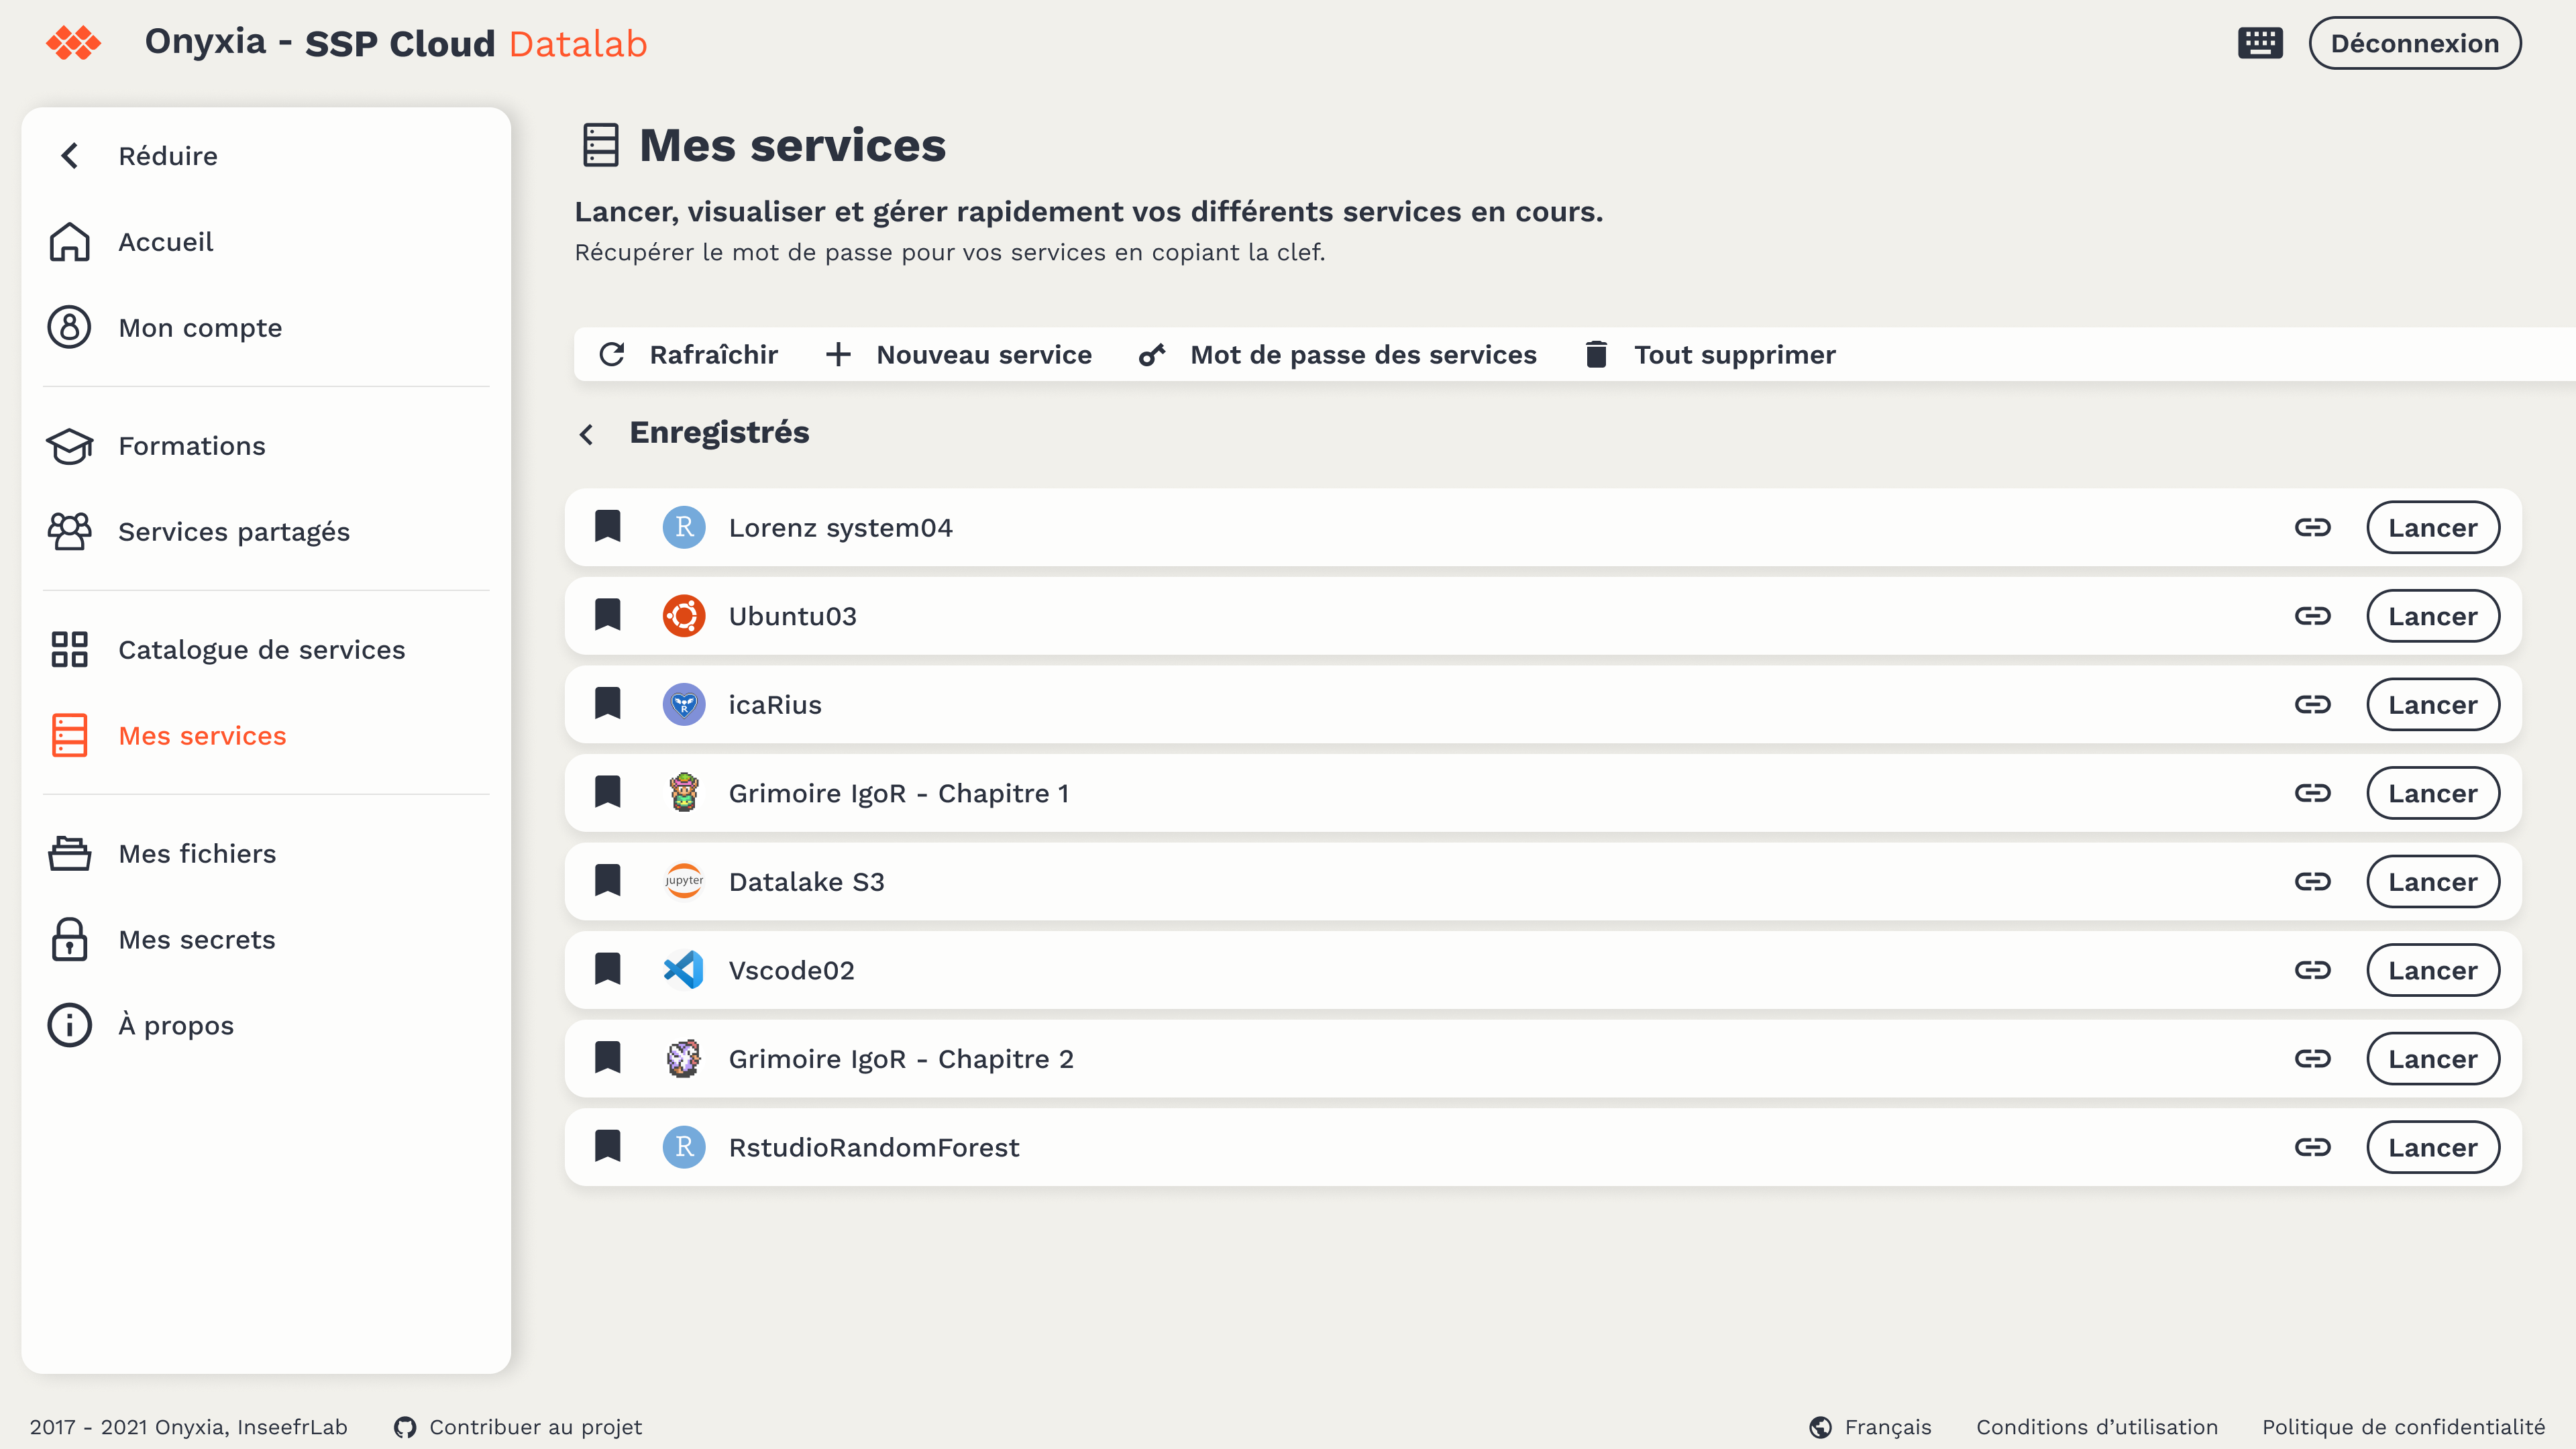 Onyxia - SSP Cloud Datalab
Déconnexion
Réduire
Accueil
Mon compte
Formations
Services partagés
Catalogue de services
Mes services
Mes fichiers
Mes secrets
À propos
Mes services
Lancer, visualiser et gérer rapidement vos différents services en cours.
Récupérer le mot de passe pour vos services en copiant la clef.
Rafraîchir Nouveau service Mot de passe des services Tout supprimer
Enregistrés
R Lorenz system04 Lancer
Ubuntu03 Lancer
R icaRius Lancer
Grimoire IgoR - Chapitre 1 Lancer
jupyter Datalake S3 Lancer
Vscode02 Lancer
Grimoire IgoR - Chapitre 2 Lancer
R RstudioRandomForest Lancer
2017 - 2021 Onyxia, InseefrLab Contribuer au projet Français Conditions d’utilisation Politique de confidentialité